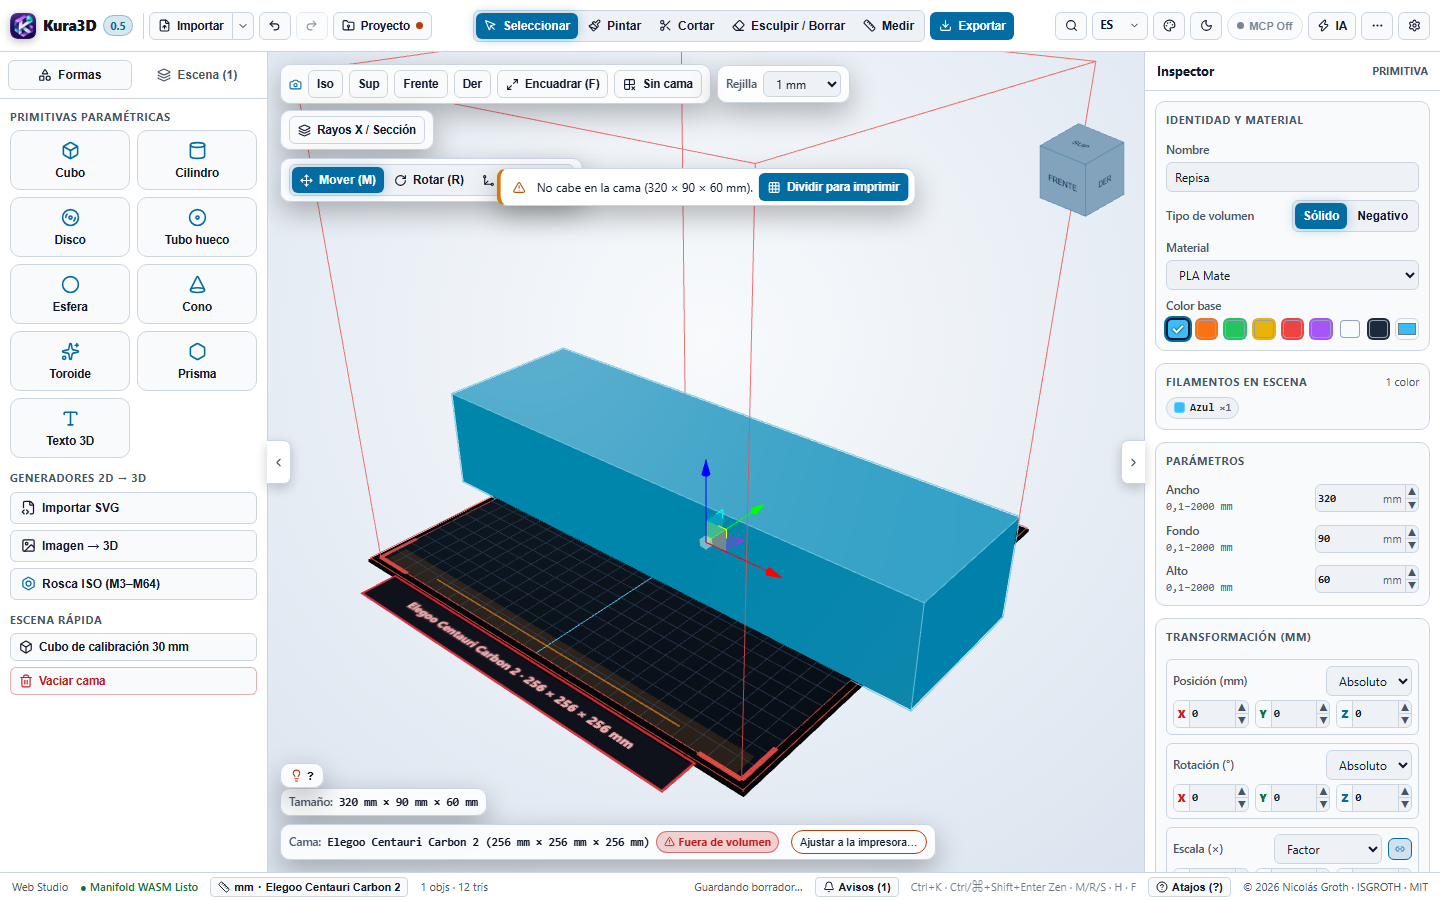 Kura3D 0.5 Importar Proyecto Seleccionar Pintar Cortar Esculpir / Borrar Medir Exportar ES MCP Off IA
Formas Escena (1)
PRIMITIVAS PARAMÉTRICAS
Cubo Cilindro
Disco Tubo hueco
Esfera Cono
Toroide Prisma
Texto 3D
GENERADORES 2D → 3D
Importar SVG
Imagen → 3D
Rosca ISO (M3–M64)
ESCENA RÁPIDA
Cubo de calibración 30 mm
Vaciar cama
Iso Sup Frente Der Encuadrar (F) Sin cama Rejilla 1 mm
Rayos X / Sección
Mover (M) Rotar (R)
No cabe en la cama (320 × 90 × 60 mm). Dividir para imprimir
SUP
FRENTE DER
Elegoo Centauri Carbon 2 · 256 × 256 × 256 mm
?
Tamaño: 320 mm × 90 mm × 60 mm
Cama: Elegoo Centauri Carbon 2 (256 mm × 256 mm × 256 mm) Fuera de volumen Ajustar a la impresora...
Inspector PRIMITIVA
IDENTIDAD Y MATERIAL
Nombre
Repisa
Tipo de volumen Sólido Negativo
Material
PLA Mate
Color base
FILAMENTOS EN ESCENA 1 color
Azul ×1
PARÁMETROS
Ancho
0,1–2000 mm
320 mm
Fondo
0,1–2000 mm
90 mm
Alto
0,1–2000 mm
60 mm
TRANSFORMACIÓN (MM)
Posición (mm) Absoluto
X 0 Y 0 Z 0
Rotación (°) Absoluto
X 0 Y 0 Z 0
Escala (×) Factor
Web Studio Manifold WASM Listo mm · Elegoo Centauri Carbon 2 1 objs · 12 tris Guardando borrador... Avisos (1) Ctrl+K · Ctrl/⌘+Shift+Enter Zen · M/R/S · H · F Atajos (?) © 2026 Nicolás Groth · ISGROTH · MIT